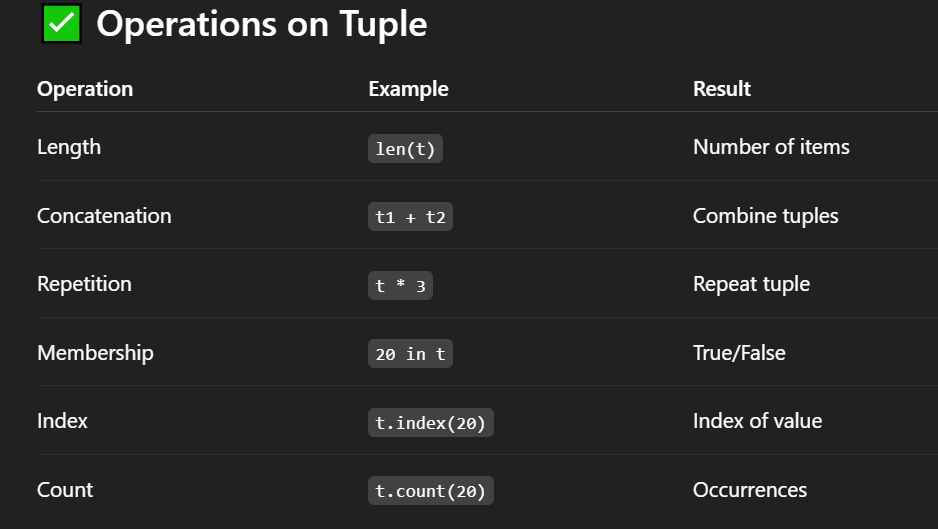 ✅ Operations on Tuple
Operation Example Result
Length len(t) Number of items
Concatenation t1 + t2 Combine tuples
Repetition t * 3 Repeat tuple
Membership 20 in t True/False
Index t.index(20) Index of value
Count t.count(20) Occurrences